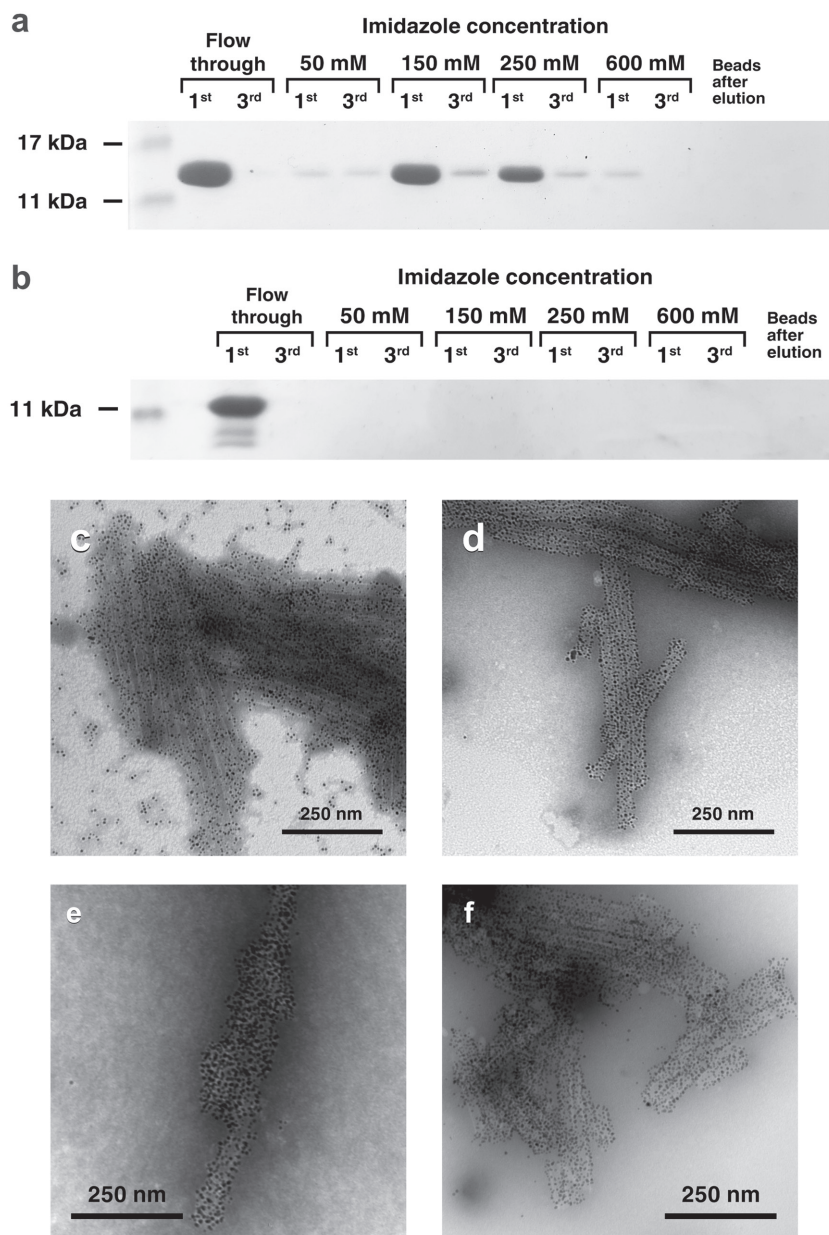 a
Imidazole concentration
Flow through
50 mM 150 mM 250 mM 600 mM
Beads after elution
1st 3rd 1st 3rd 1st 3rd 1st 3rd 1st 3rd
17 kDa
11 kDa
b
Imidazole concentration
Flow through
50 mM 150 mM 250 mM 600 mM
Beads after elution
1st 3rd 1st 3rd 1st 3rd 1st 3rd 1st 3rd
11 kDa
c
250 nm
d
250 nm
e
250 nm
f
250 nm